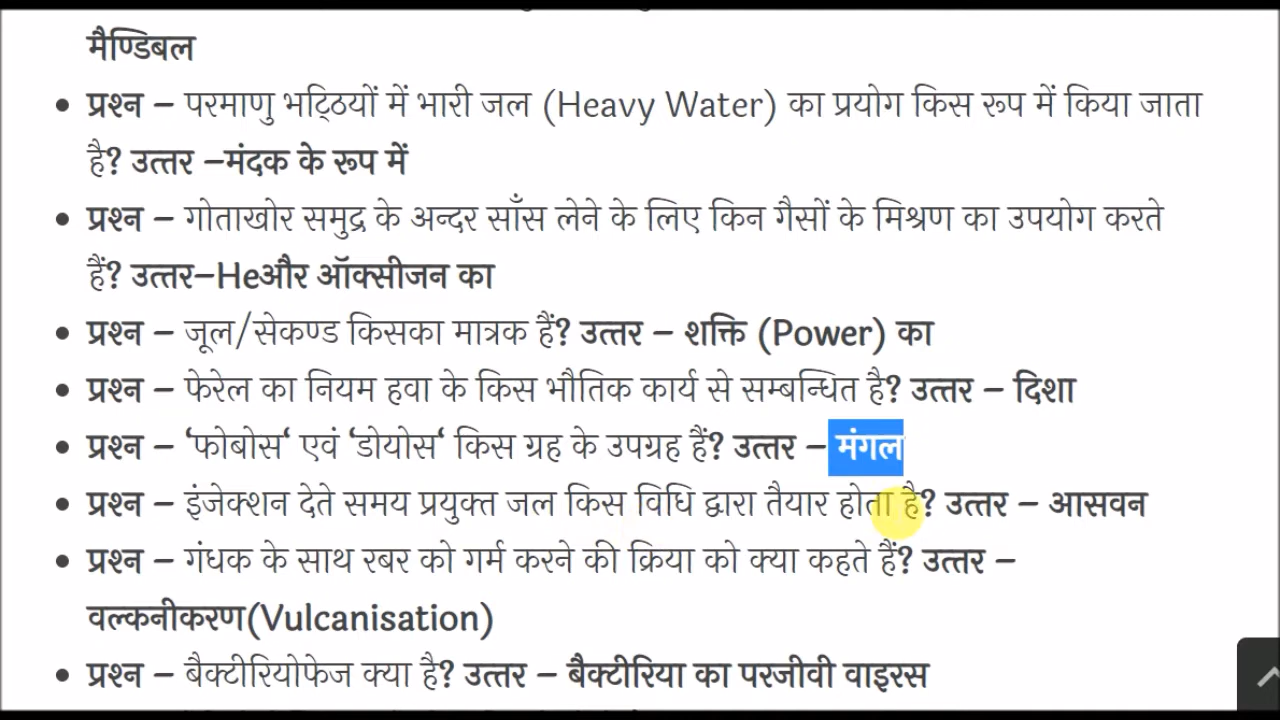 मैण्डिबल
• प्रश्न – परमाणु भट्ठियों में भारी जल (Heavy Water) का प्रयोग किस रूप में किया जाता
है? उत्तर –मंदक के रूप में
• प्रश्न – गोताखोर समुद्र के अन्दर साँस लेने के लिए किन गैसों के मिश्रण का उपयोग करते
हैं? उत्तर–Heऔर ऑक्सीजन का
• प्रश्न – जूल/सेकण्ड किसका मात्रक हैं? उत्तर – शक्ति (Power) का
• प्रश्न – फेरेल का नियम हवा के किस भौतिक कार्य से सम्बन्धित है? उत्तर – दिशा
• प्रश्न – ‘फोबोस‘ एवं ‘डोयोस‘ किस ग्रह के उपग्रह हैं? उत्तर – मंगल
• प्रश्न – इंजेक्शन देते समय प्रयुक्त जल किस विधि द्वारा तैयार होता है? उत्तर – आसवन
• प्रश्न – गंधक के साथ रबर को गर्म करने की क्रिया को क्या कहते हैं? उत्तर –
वल्कनीकरण(Vulcanisation)
• प्रश्न – बैक्टीरियोफेज क्या है? उत्तर – बैक्टीरिया का परजीवी वाइरस